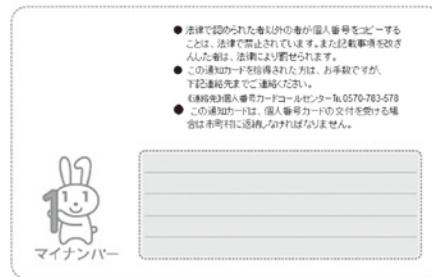 ● 法律で認められた者以外の者が個人番号をコピーする
ことは、法律で禁止されています。また記載事項を改ざ
んした者は、法律により罰せられます。
● この通知カードを拾得された方は、お手数ですが、
下記連絡先までご連絡ください。
《連絡先》個人番号カードコールセンター℡0570-783-578
● この通知カードは、個人番号カードの交付を受ける場
合は市町村に返納しなければなりません。
1
マイナンバー